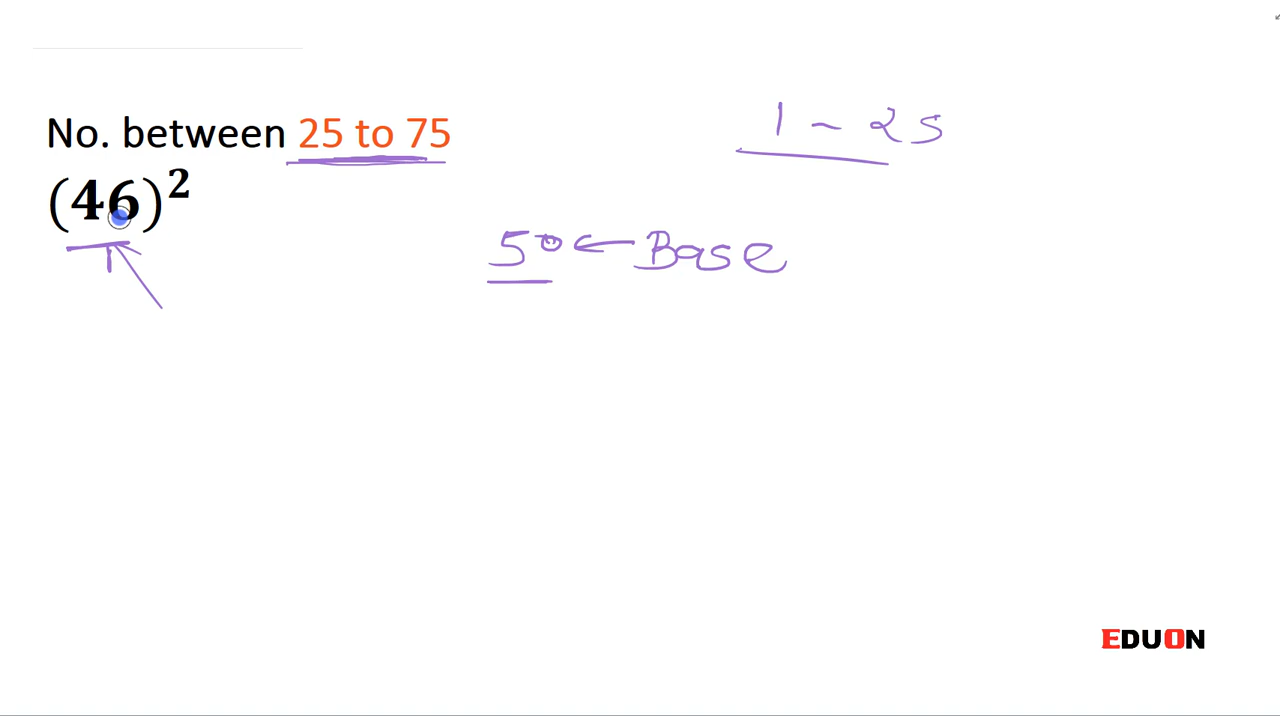 No. between 25 to 75
1 - 25
(46)²
50 ← Base
EDUON